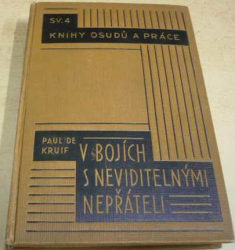 SV. 4
KNIHY OSUDŮ A PRÁCE
PAUL DE
KRUIF
V BOJÍCH
S NEVIDITELNÝMI
NEPŘÁTELI